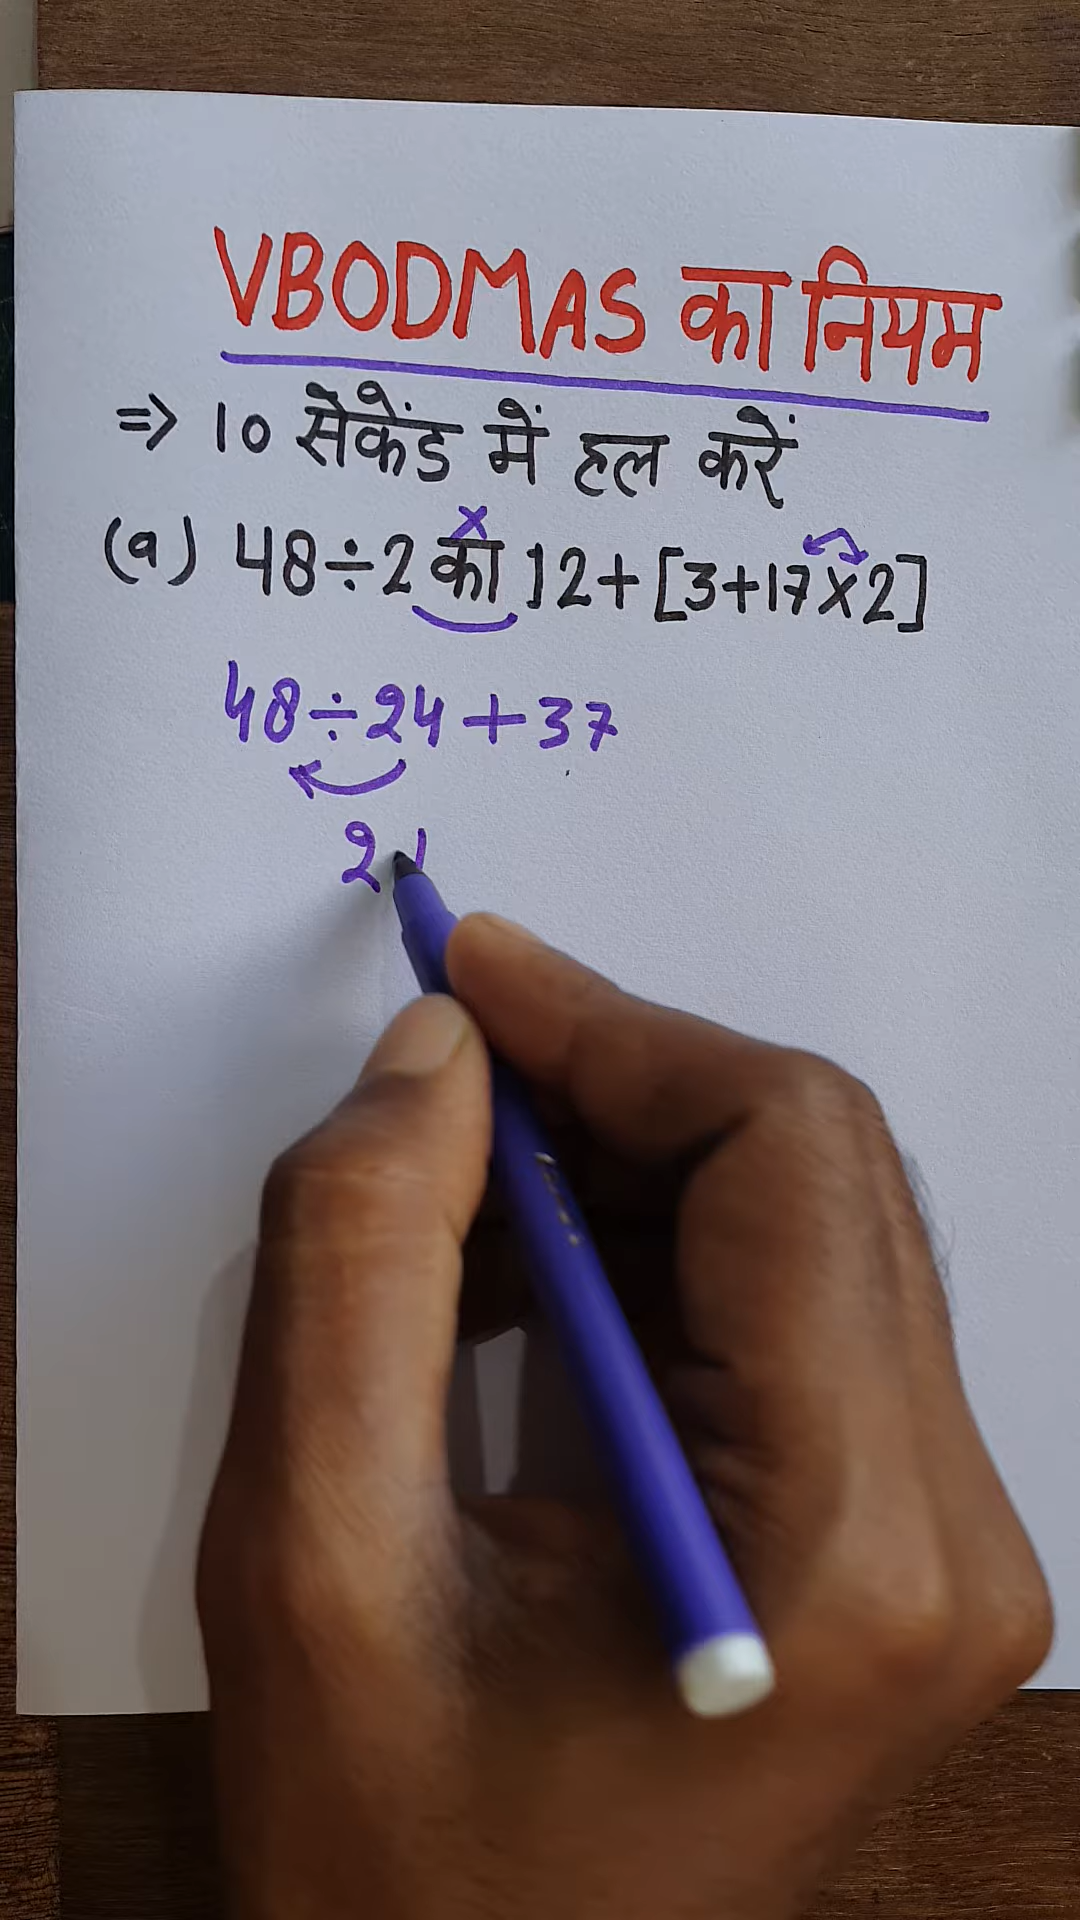 VBODMAS का नियम
⇒ 10 सेकेंड में हल करें
×
(a) 48÷2 का 12+[3+17×2]
48÷24+37
2